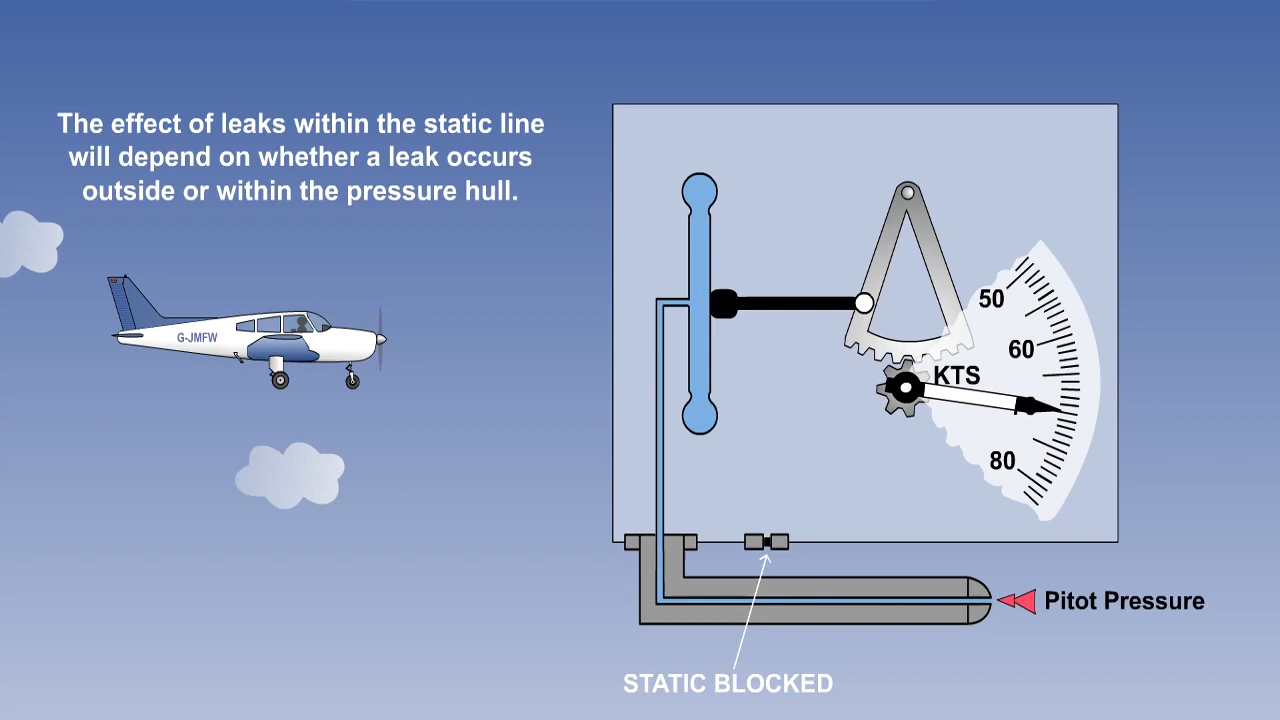 The effect of leaks within the static line
will depend on whether a leak occurs
outside or within the pressure hull.
G-JMFW
50
60
KTS
80
Pitot Pressure
STATIC BLOCKED